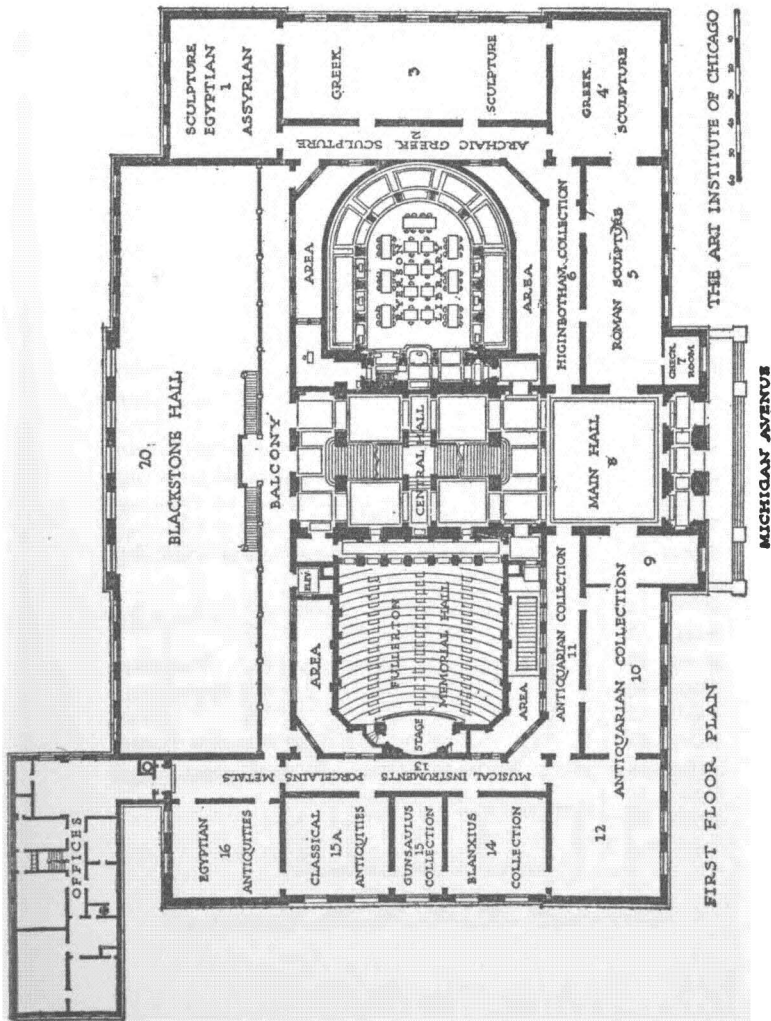 THE ART INSTITUTE OF CHICAGO
FIRST FLOOR PLAN
MICHIGAN AVENUE
SCULPTURE
EGYPTIAN
1
ASSYRIAN
GREEK
3
SCULPTURE
GREEK
4
SCULPTURE
ARCHAIC GREEK SCULPTURE
2
BLACKSTONE HALL
20
BALCONY
AREA
RYERSON
LIBRARY
AREA
HIGINBOTHAM COLLECTION
6
ROMAN SCULPTURE
5
CHECK
7
ROOM
CENTRAL HALL
MAIN HALL
8
9
ELEV.
AREA
FULLERTON
MEMORIAL HALL
STAGE
AREA
ANTIQUARIAN COLLECTION
11
ANTIQUARIAN COLLECTION
10
12
METALS
PORCELAINS
MUSICAL INSTRUMENTS
13
EGYPTIAN
16
ANTIQUITIES
CLASSICAL
15A
ANTIQUITIES
GUNSAULUS
15
COLLECTION
BLANXIUS
14
COLLECTION
OFFICES